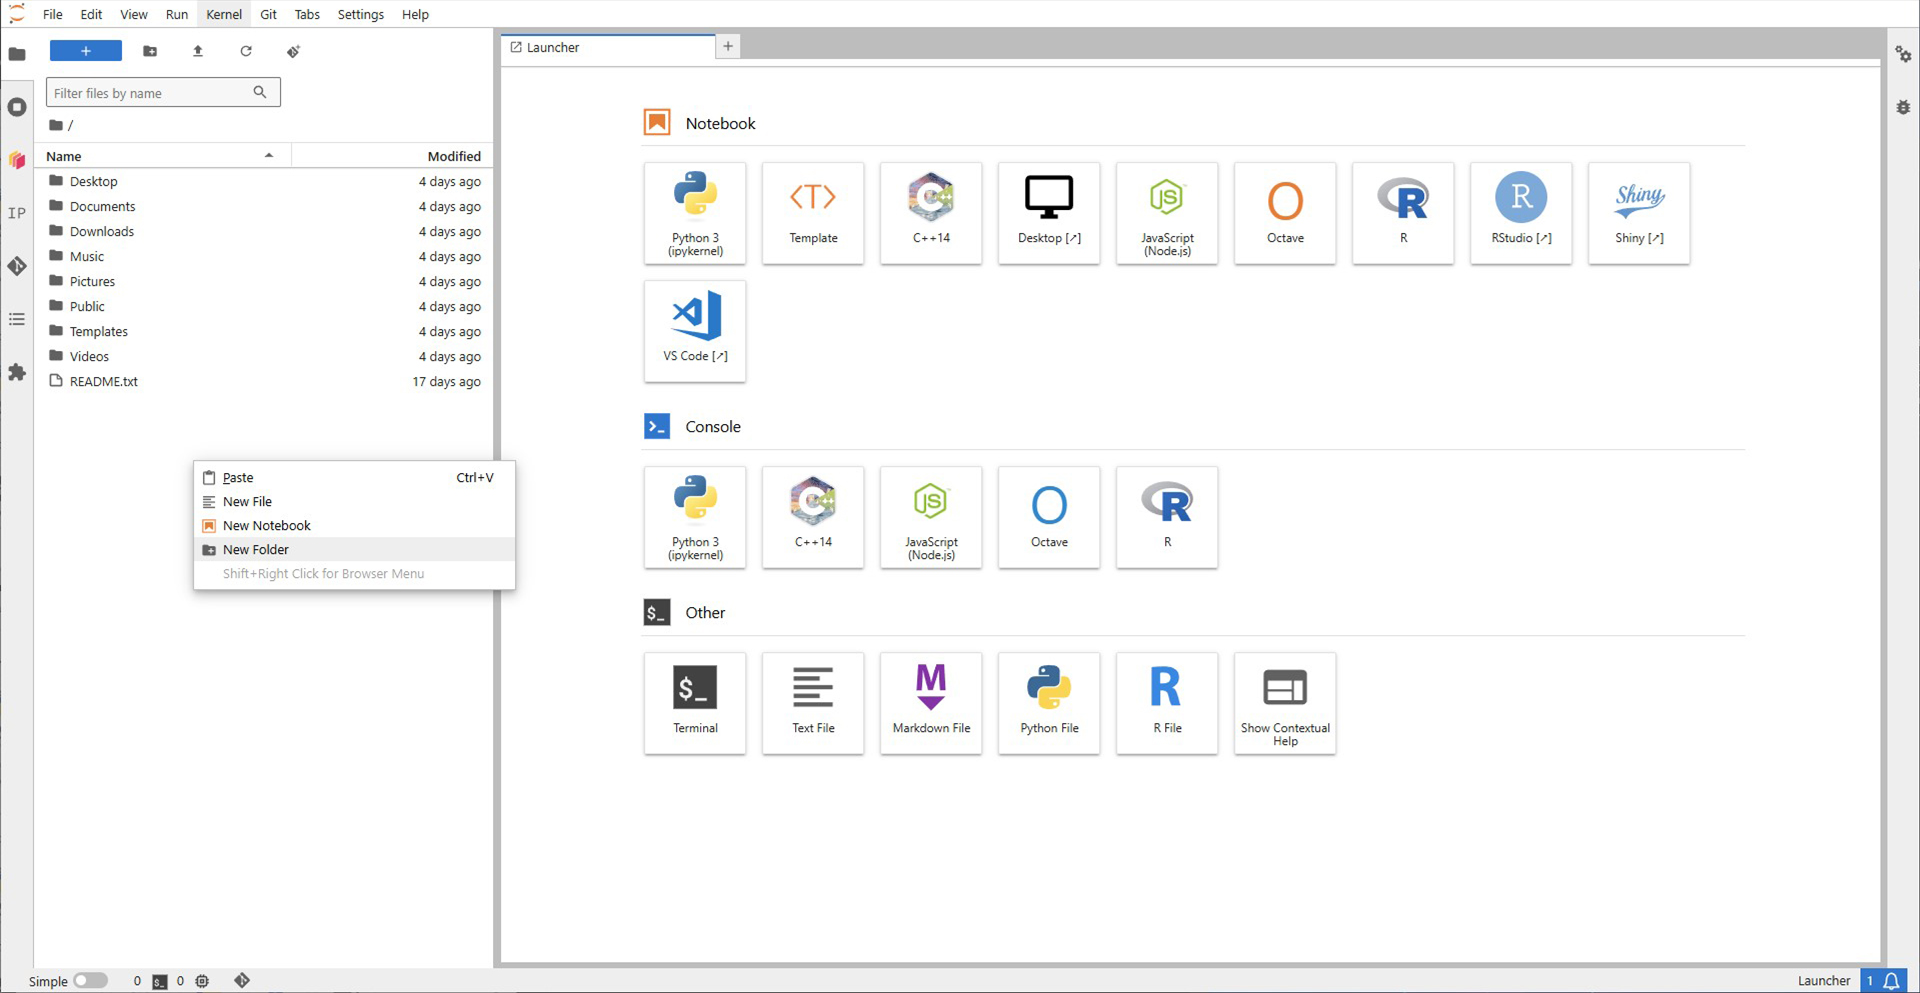 File Edit View Run Kernel Git Tabs Settings Help
+
Filter files by name
/
Name Modified
Desktop 4 days ago
Documents 4 days ago
Downloads 4 days ago
Music 4 days ago
Pictures 4 days ago
Public 4 days ago
Templates 4 days ago
Videos 4 days ago
README.txt 17 days ago
IP
Paste Ctrl+V
New File
New Notebook
New Folder
Shift+Right Click for Browser Menu
Launcher +
Notebook
Python 3
(ipykernel)
<T>
Template
C++
C++14
Desktop [↗]
JS
JavaScript
(Node.js)
O
Octave
R
R
R
RStudio [↗]
Shiny
Shiny [↗]
VS Code [↗]
>_
Console
Python 3
(ipykernel)
C++
C++14
JS
JavaScript
(Node.js)
O
Octave
R
R
$_
Other
$_
Terminal
Text File
M
Markdown File
Python File
R
R File
Show Contextual
Help
Simple 0 $_ 0
Launcher 1